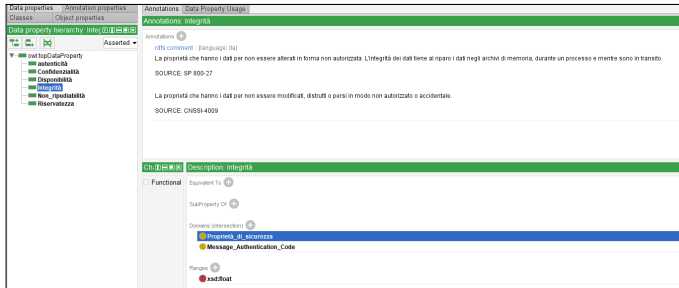 Data properties Annotation properties
Classes Object properties
Data property hierarchy: Integ
Asserted
owl:topDataProperty
autenticità
Confidenzialità
Disponibilità
Integrità
Non_ripudiabilità
Riservatezza
Annotations Data Property Usage
Annotations: Integrità
Annotations
rdfs:comment [language: ita]
La proprietà che hanno i dati per non essere alterati in forma non autorizzata. L'integrità dei dati tiene al riparo i dati negli archivi di memoria, durante un processo e mentre sono in transito.
SOURCE: SP 800-27
La proprietà che hanno i dati per non essere modificati, distrutti o persi in modo non autorizzato o accidentale.
SOURCE: CNSSI-4009
Ch.
Functional
Description: Integrità
Equivalent To
SubProperty Of
Domains (intersection)
Proprietà_di_sicurezza
Message_Authentication_Code
Ranges
xsd:float